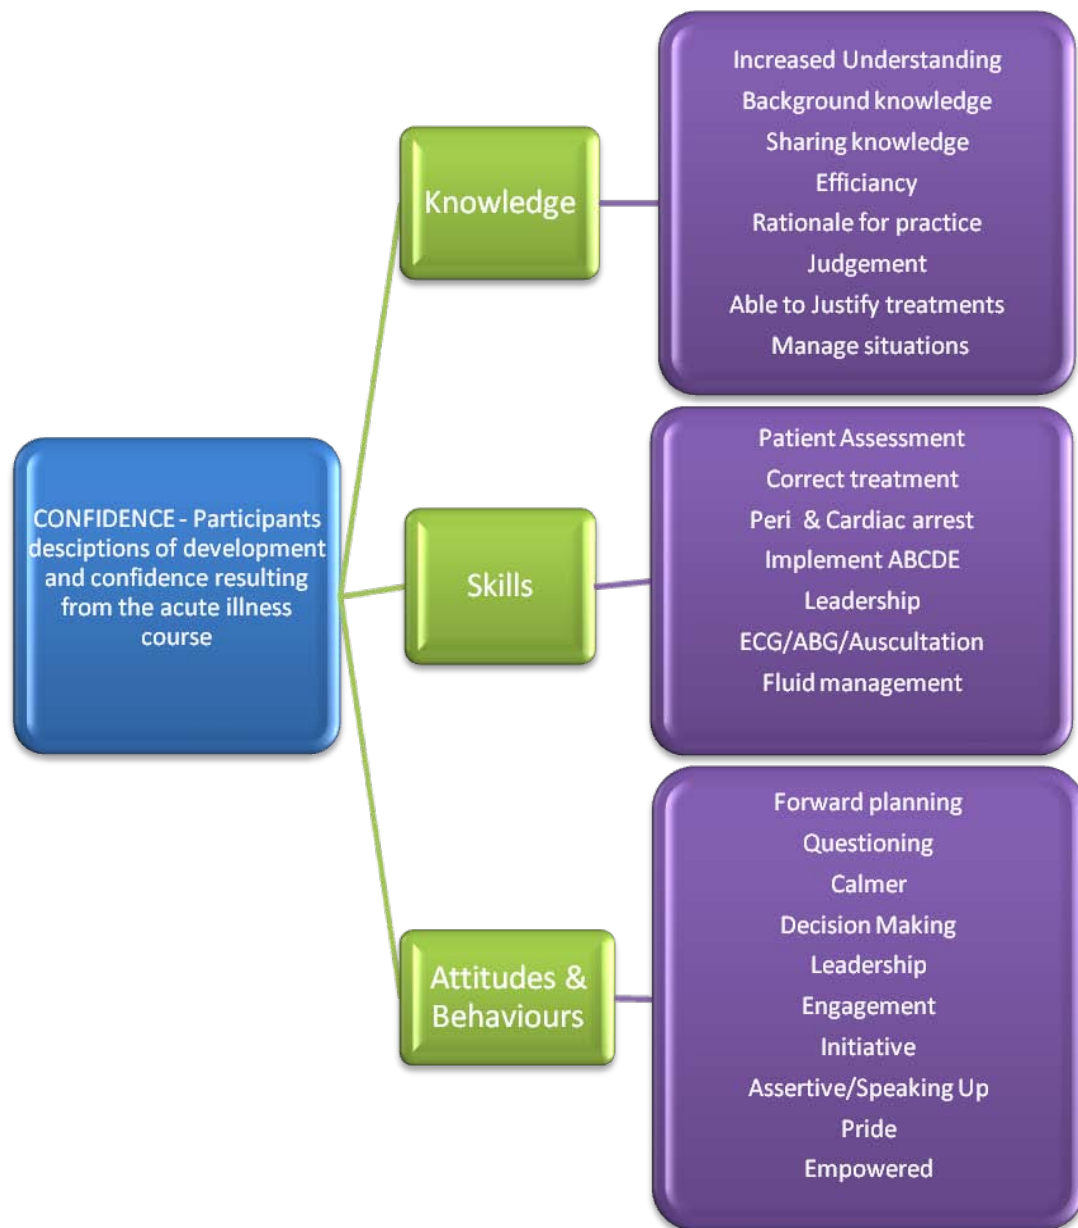 CONFIDENCE - Participants
desciptions of development
and confidence resulting
from the acute illness
course
Knowledge
Increased Understanding
Background knowledge
Sharing knowledge
Efficiancy
Rationale for practice
Judgement
Able to Justify treatments
Manage situations
Skills
Patient Assessment
Correct treatment
Peri & Cardiac arrest
Implement ABCDE
Leadership
ECG/ABG/Auscultation
Fluid management
Attitudes &
Behaviours
Forward planning
Questioning
Calmer
Decision Making
Leadership
Engagement
Initiative
Assertive/Speaking Up
Pride
Empowered